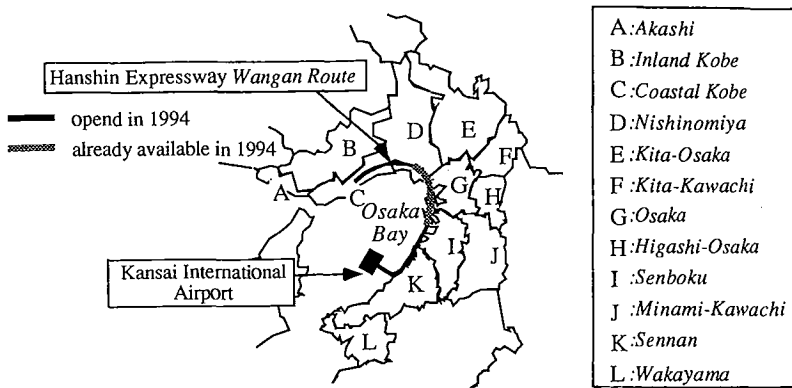 Hanshin Expressway Wangan Route
opend in 1994
already available in 1994
A
B
C
D
E
F
G
H
I
J
K
L
Osaka
Bay
Kansai International
Airport
A:Akashi
B:Inland Kobe
C:Coastal Kobe
D:Nishinomiya
E:Kita-Osaka
F:Kita-Kawachi
G:Osaka
H:Higashi-Osaka
I:Senboku
J:Minami-Kawachi
K:Sennan
L:Wakayama